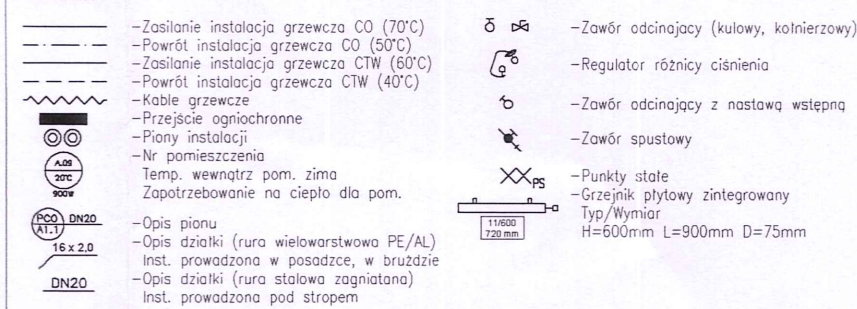 -Zasilanie instalacja grzewcza CO (70°C)
-Powrót instalacja grzewcza CO (50°C)
-Zasilanie instalacja grzewcza CTW (60°C)
-Powrót instalacja grzewcza CTW (40°C)
-Kable grzewcze
-Przejście ogniochronne
-Piony instalacji
A.09
20°C
900W
-Nr pomieszczenia
Temp. wewnątrz pom. zima
Zapotrzebowanie na ciepło dla pom.
PCO DN20
A1.1
-Opis pionu
16 x 2,0
-Opis działki (rura wielowarstwowa PE/AL)
Inst. prowadzona w posadzce, w bruździe
DN20
-Opis działki (rura stalowa zagniatana)
Inst. prowadzona pod stropem
-Zawór odcinający (kulowy, kołnierzowy)
-Regulator różnicy ciśnienia
-Zawór odcinający z nastawą wstępną
-Zawór spustowy
PS
-Punkty stałe
-Grzejnik płytowy zintegrowany
11/600
720 mm
Typ/Wymiar
H=600mm L=900mm D=75mm